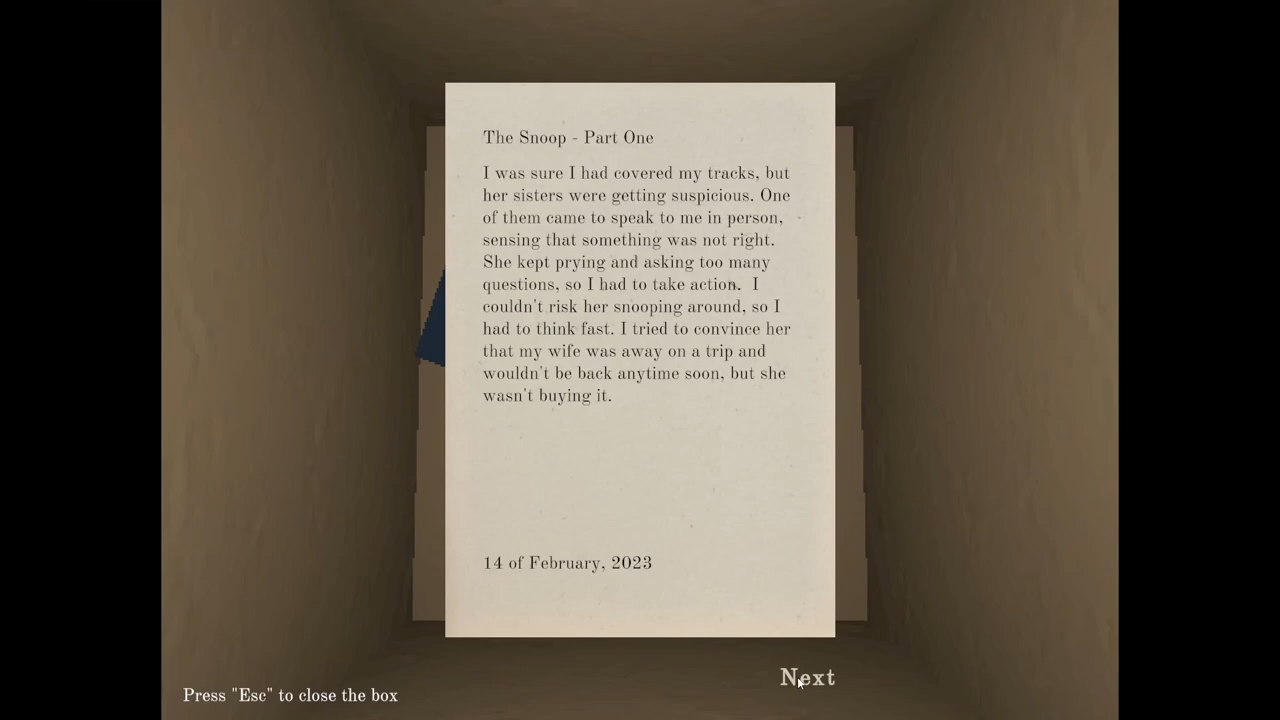 The Snoop - Part One
I was sure I had covered my tracks, but
her sisters were getting suspicious. One
of them came to speak to me in person,
sensing that something was not right.
She kept prying and asking too many
questions, so I had to take action.  I
couldn't risk her snooping around, so I
had to think fast. I tried to convince her
that my wife was away on a trip and
wouldn't be back anytime soon, but she
wasn't buying it.
14 of February, 2023
Next
Press "Esc" to close the box